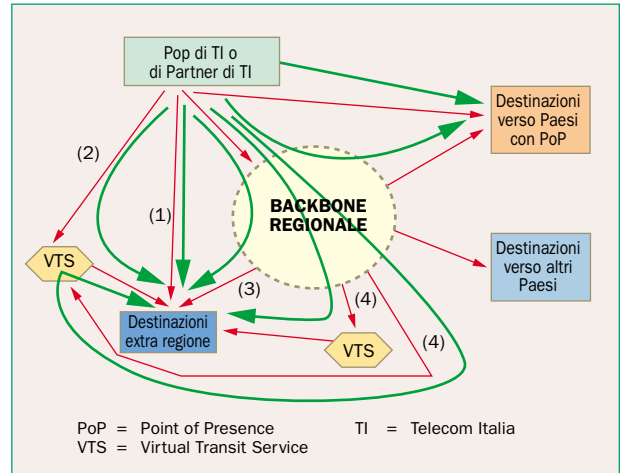 Pop di TI o
di Partner di TI
Destinazioni
verso Paesi
con PoP
(2)
(1)
BACKBONE
REGIONALE
VTS
Destinazioni
verso altri
Paesi
(3)
(4)
(4)
Destinazioni
extra regione
VTS
PoP = Point of Presence
TI = Telecom Italia
VTS = Virtual Transit Service